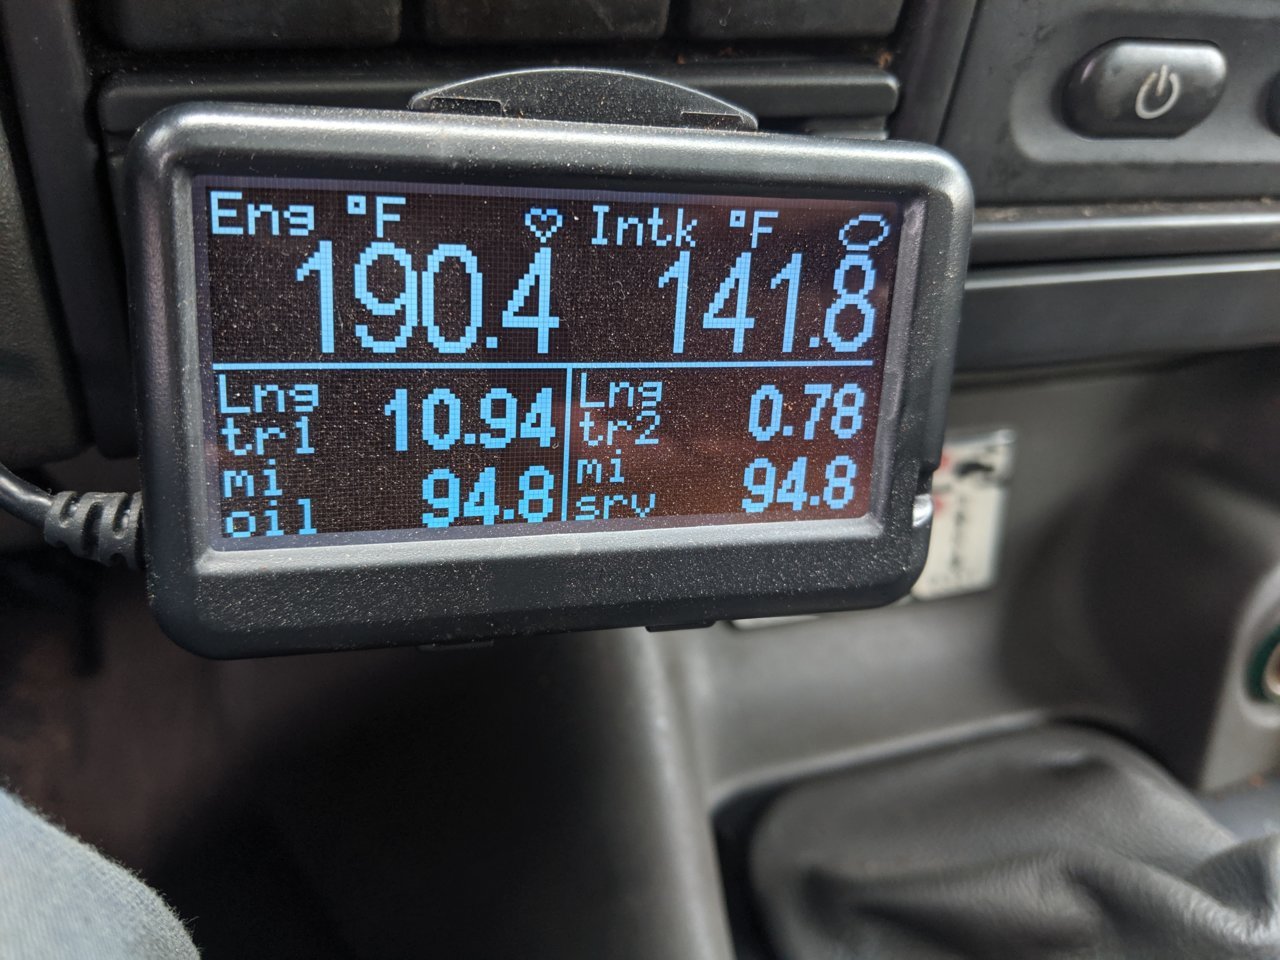 Eng °F
190.4
Intk °F
141.8
Lng tr1
10.94
Lng tr2
0.78
mi oil
94.8
mi srv
94.8